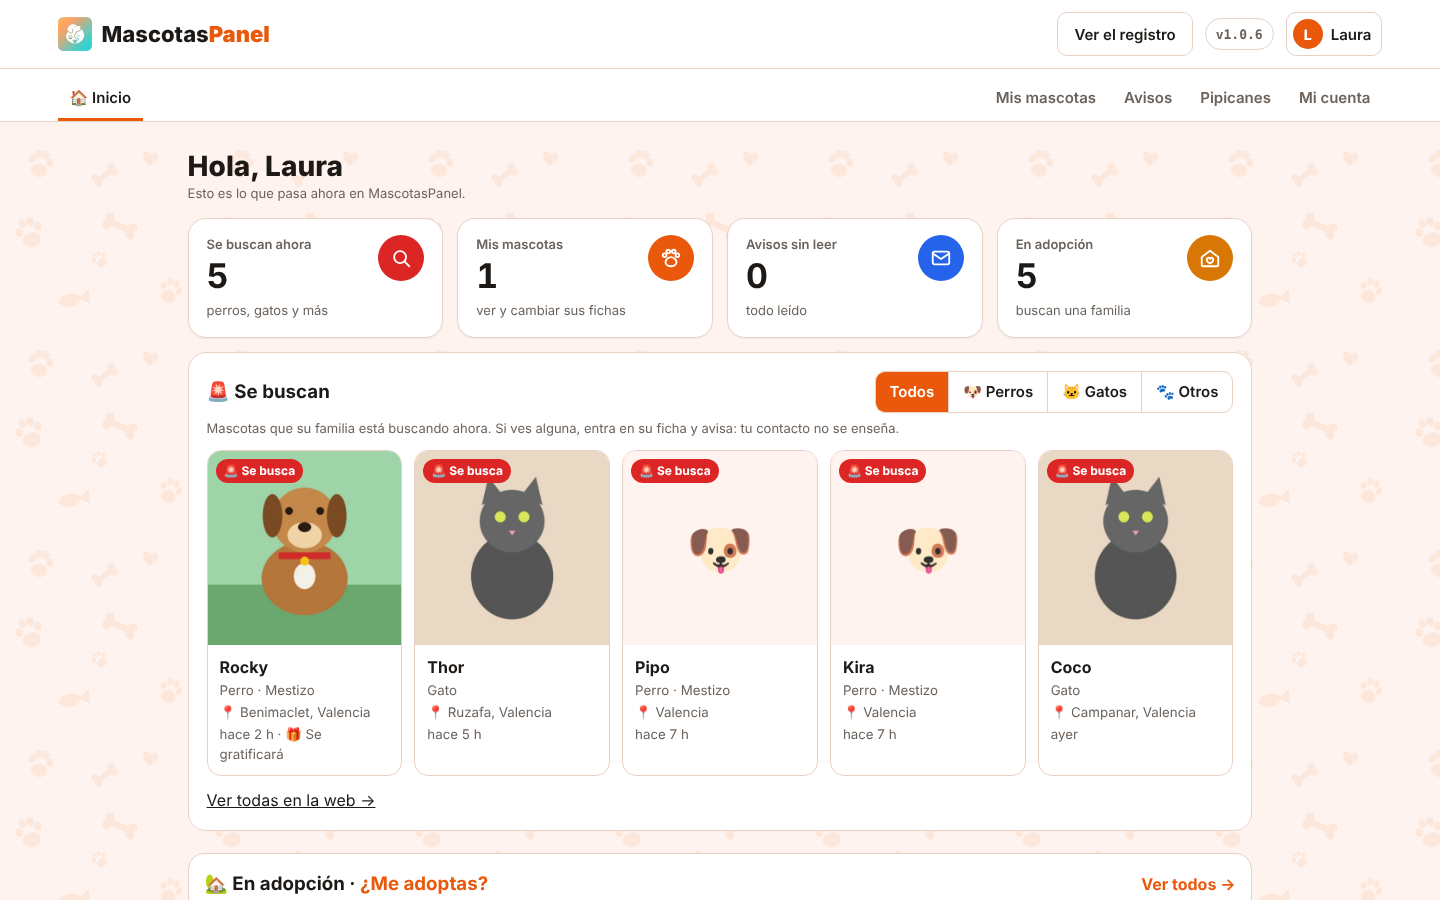 MascotasPanel
Ver el registro
v1.0.6
L
Laura
🏠 Inicio
Mis mascotas
Avisos
Pipicanes
Mi cuenta
Hola, Laura
Esto es lo que pasa ahora en MascotasPanel.
Se buscan ahora
5
perros, gatos y más
Mis mascotas
1
ver y cambiar sus fichas
Avisos sin leer
0
todo leído
En adopción
5
buscan una familia
🚨 Se buscan
Todos
🐶 Perros
🐱 Gatos
🐾 Otros
Mascotas que su familia está buscando ahora. Si ves alguna, entra en su ficha y avisa: tu contacto no se enseña.
🚨 Se busca
Rocky
Perro · Mestizo
📍 Benimaclet, Valencia
hace 2 h · 🎁 Se
gratificará
🚨 Se busca
Thor
Gato
📍 Ruzafa, Valencia
hace 5 h
🚨 Se busca
Pipo
Perro · Mestizo
📍 Valencia
hace 7 h
🚨 Se busca
Kira
Perro · Mestizo
📍 Valencia
hace 7 h
🚨 Se busca
Coco
Gato
📍 Campanar, Valencia
ayer
Ver todas en la web →
🏡 En adopción · ¿Me adoptas?
Ver todos →